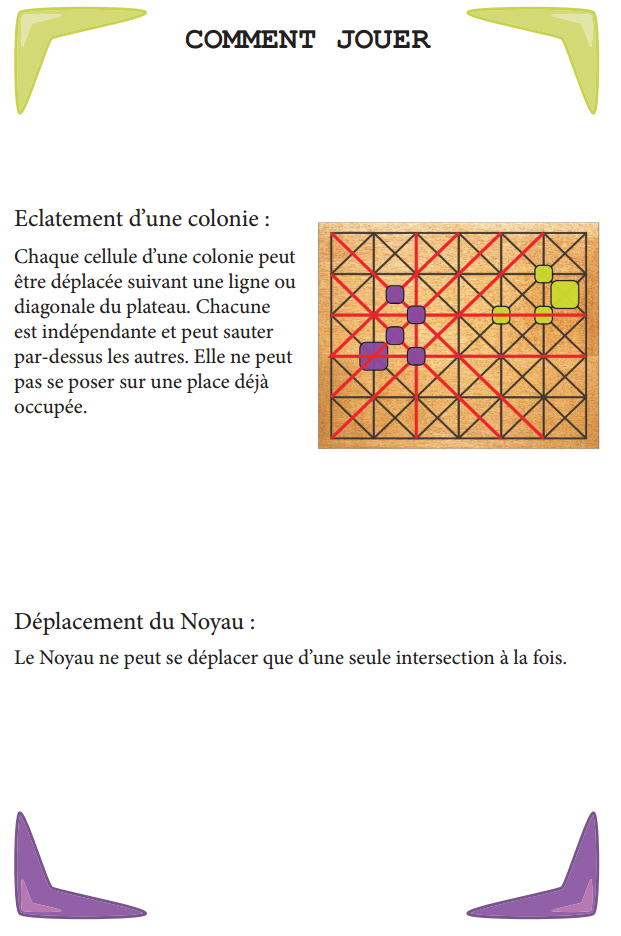 COMMENT JOUER
Eclatement d’une colonie :
Chaque cellule d’une colonie peut
être déplacée suivant une ligne ou
diagonale du plateau. Chacune
est indépendante et peut sauter
par-dessus les autres. Elle ne peut
pas se poser sur une place déjà
occupée.
Déplacement du Noyau :
Le Noyau ne peut se déplacer que d’une seule intersection à la fois.